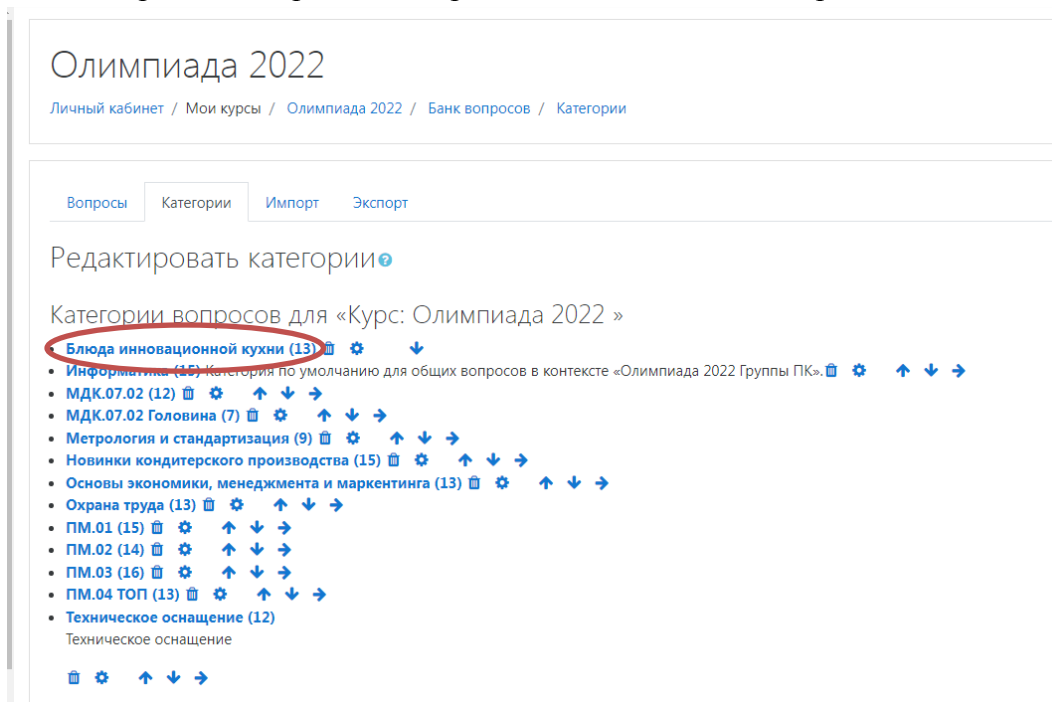 Олимпиада 2022
Личный кабинет / Мои курсы / Олимпиада 2022 / Банк вопросов / Категории
Вопросы Категории Импорт Экспорт
Редактировать категории
Категории вопросов для «Курс: Олимпиада 2022 »
Блюда инновационной кухни (13)
Информатика (15) Категория по умолчанию для общих вопросов в контексте «Олимпиада 2022 Группы ПК».
МДК.07.02 (12)
МДК.07.02 Головина (7)
Метрология и стандартизация (9)
Новинки кондитерского производства (15)
Основы экономики, менеджмента и маркентинга (13)
Охрана труда (13)
ПМ.01 (15)
ПМ.02 (14)
ПМ.03 (16)
ПМ.04 ТОП (13)
Техническое оснащение (12)
Техническое оснащение